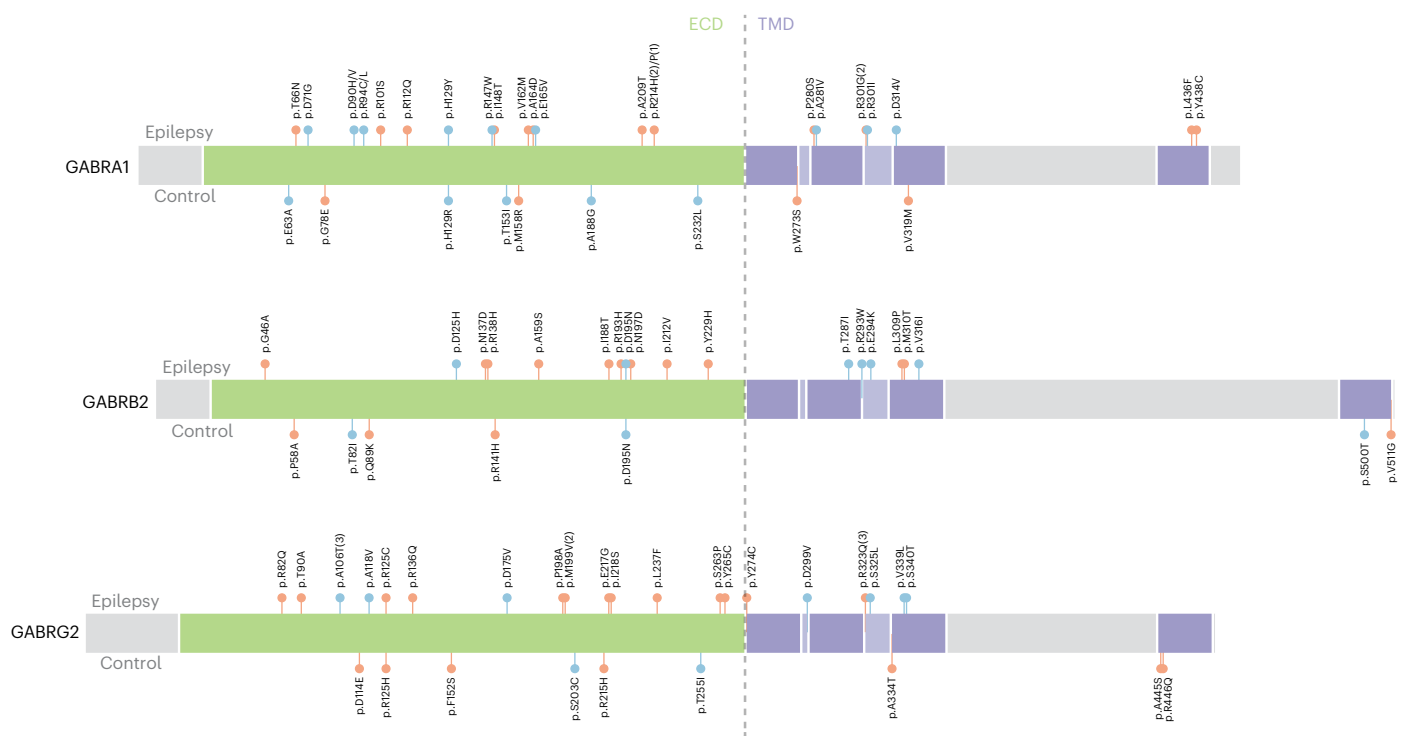 ECD
TMD
p.T66N
p.D71G
p.D90H/V
p.R94C/L
p.R101S
p.R112Q
p.H129Y
p.R147W
p.I148T
p.V162M
p.A164D
p.E165V
p.A209T
p.R214H(2)/P(1)
p.P280S
p.A281V
p.R301G(2)
p.R301I
p.D314V
p.L436F
p.Y438C
Epilepsy
GABRA1
Control
p.E63A
p.G78E
p.H129R
p.T153I
p.M158R
p.A188G
p.S232L
p.W273S
p.V319M
p.G46A
p.D125H
p.N137D
p.R138H
p.A159S
p.I188T
p.R193H
p.D195N
p.N197D
p.I212V
p.Y229H
p.T287I
p.R293W
p.E294K
p.L309P
p.M310T
p.V316I
Epilepsy
GABRB2
Control
p.P58A
p.T82I
p.Q89K
p.R141H
p.D195N
p.S500T
p.V511G
p.R82Q
p.T90A
p.A106T(3)
p.A118V
p.R125C
p.R136Q
p.D175V
p.P198A
p.M199V(2)
p.E217G
p.I218S
p.L237F
p.S263P
p.Y265C
p.Y274C
p.D299V
p.R323Q(3)
p.S325L
p.V339L
p.S340T
Epilepsy
GABRG2
Control
p.D114E
p.R125H
p.F152S
p.S203C
p.R215H
p.T255I
p.A334T
p.A445S
p.R446Q